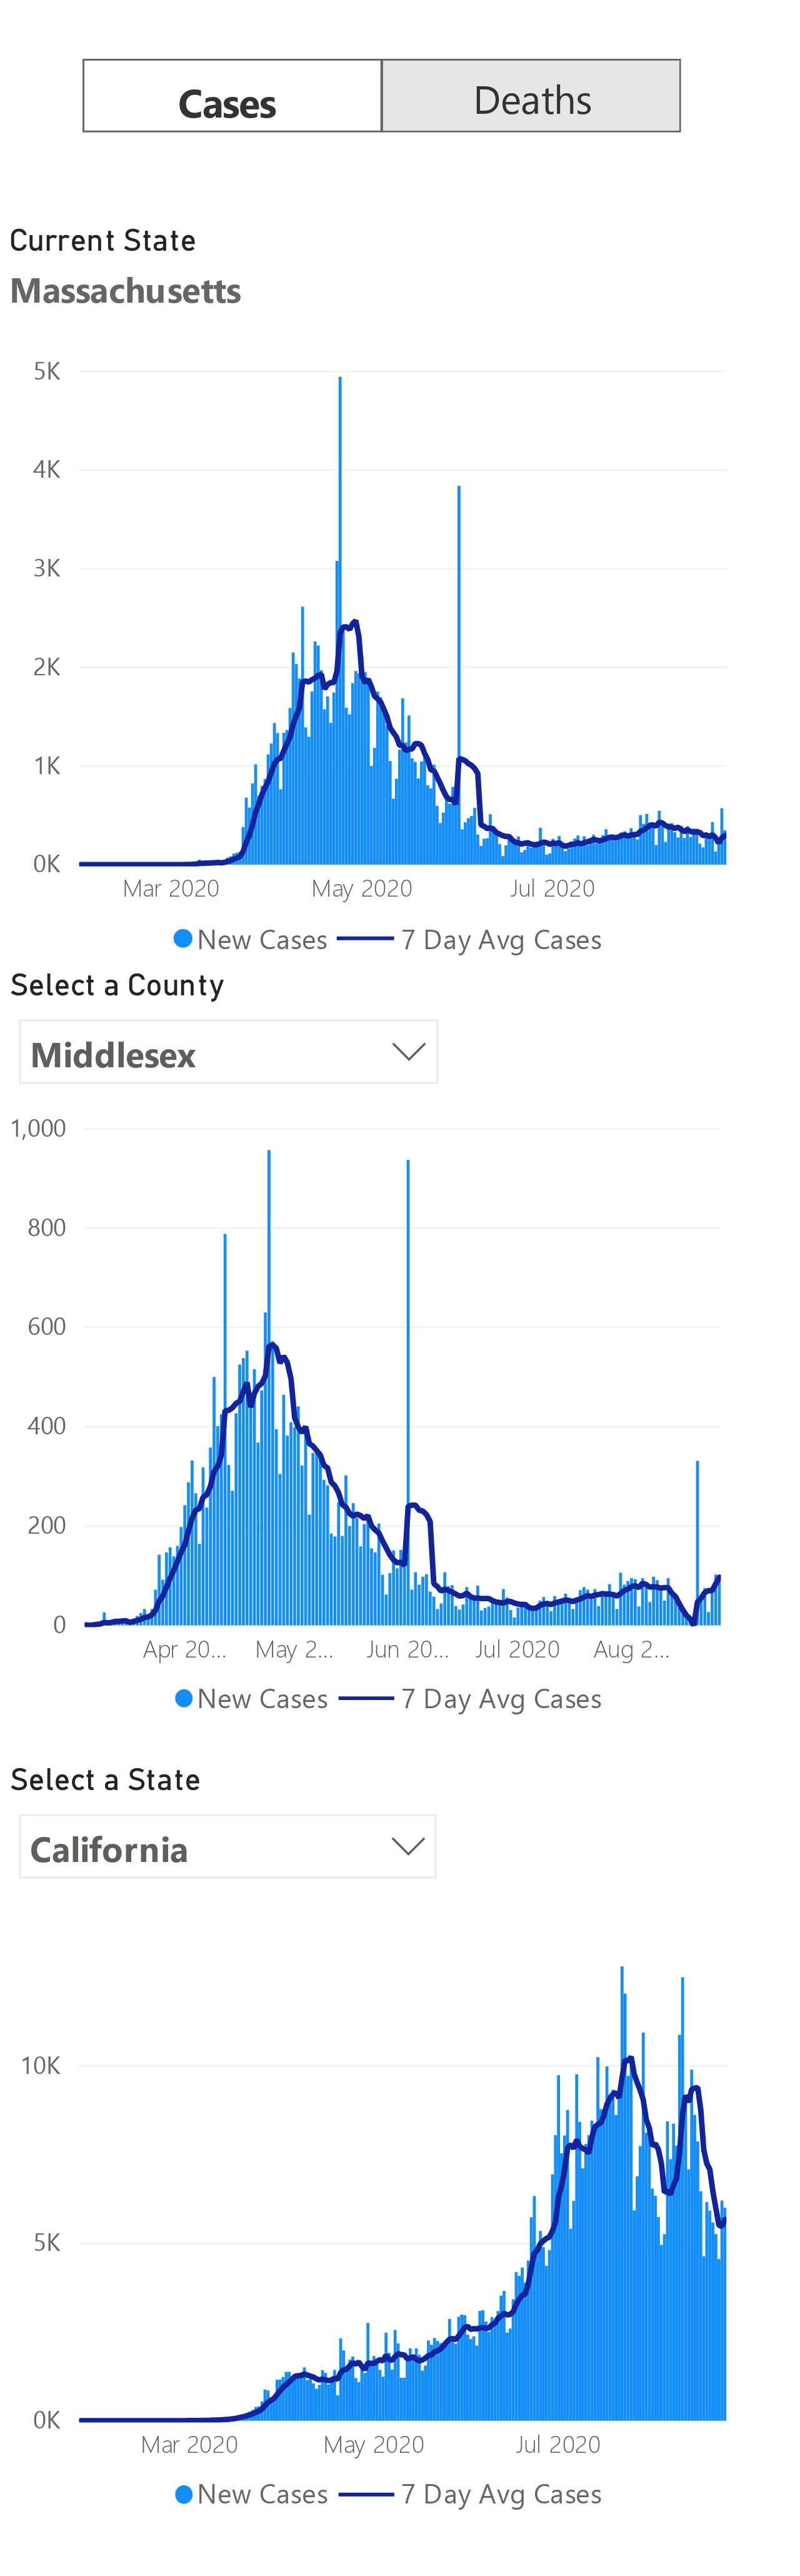 Cases Deaths
Current State
Massachusetts
5K
4K
3K
2K
1K
0K
Mar 2020 May 2020 Jul 2020
New Cases 7 Day Avg Cases
Select a County
Middlesex
1,000
800
600
400
200
0
Apr 20... May 2... Jun 20... Jul 2020 Aug 2...
New Cases 7 Day Avg Cases
Select a State
California
10K
5K
0K
Mar 2020 May 2020 Jul 2020
New Cases 7 Day Avg Cases